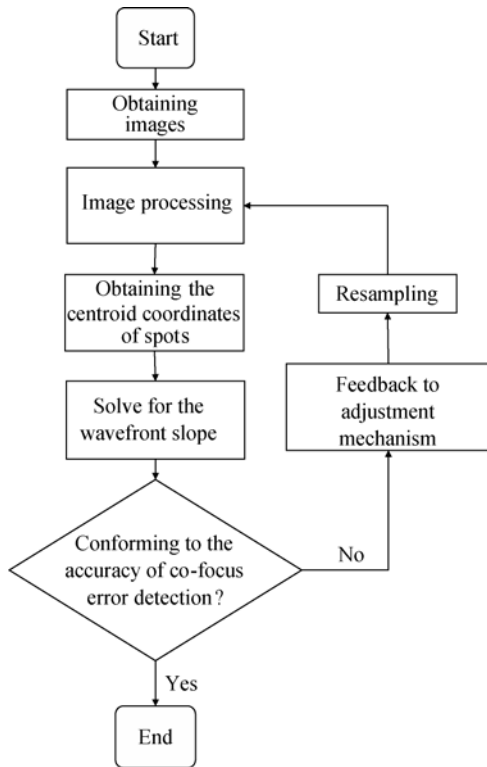 Start
Obtaining
images
Image processing
Obtaining the
centroid coordinates
of spots
Solve for the
wavefront slope
Conforming to the
accuracy of co-focus
error detection?
No
Feedback to
adjustment
mechanism
Resampling
Yes
End